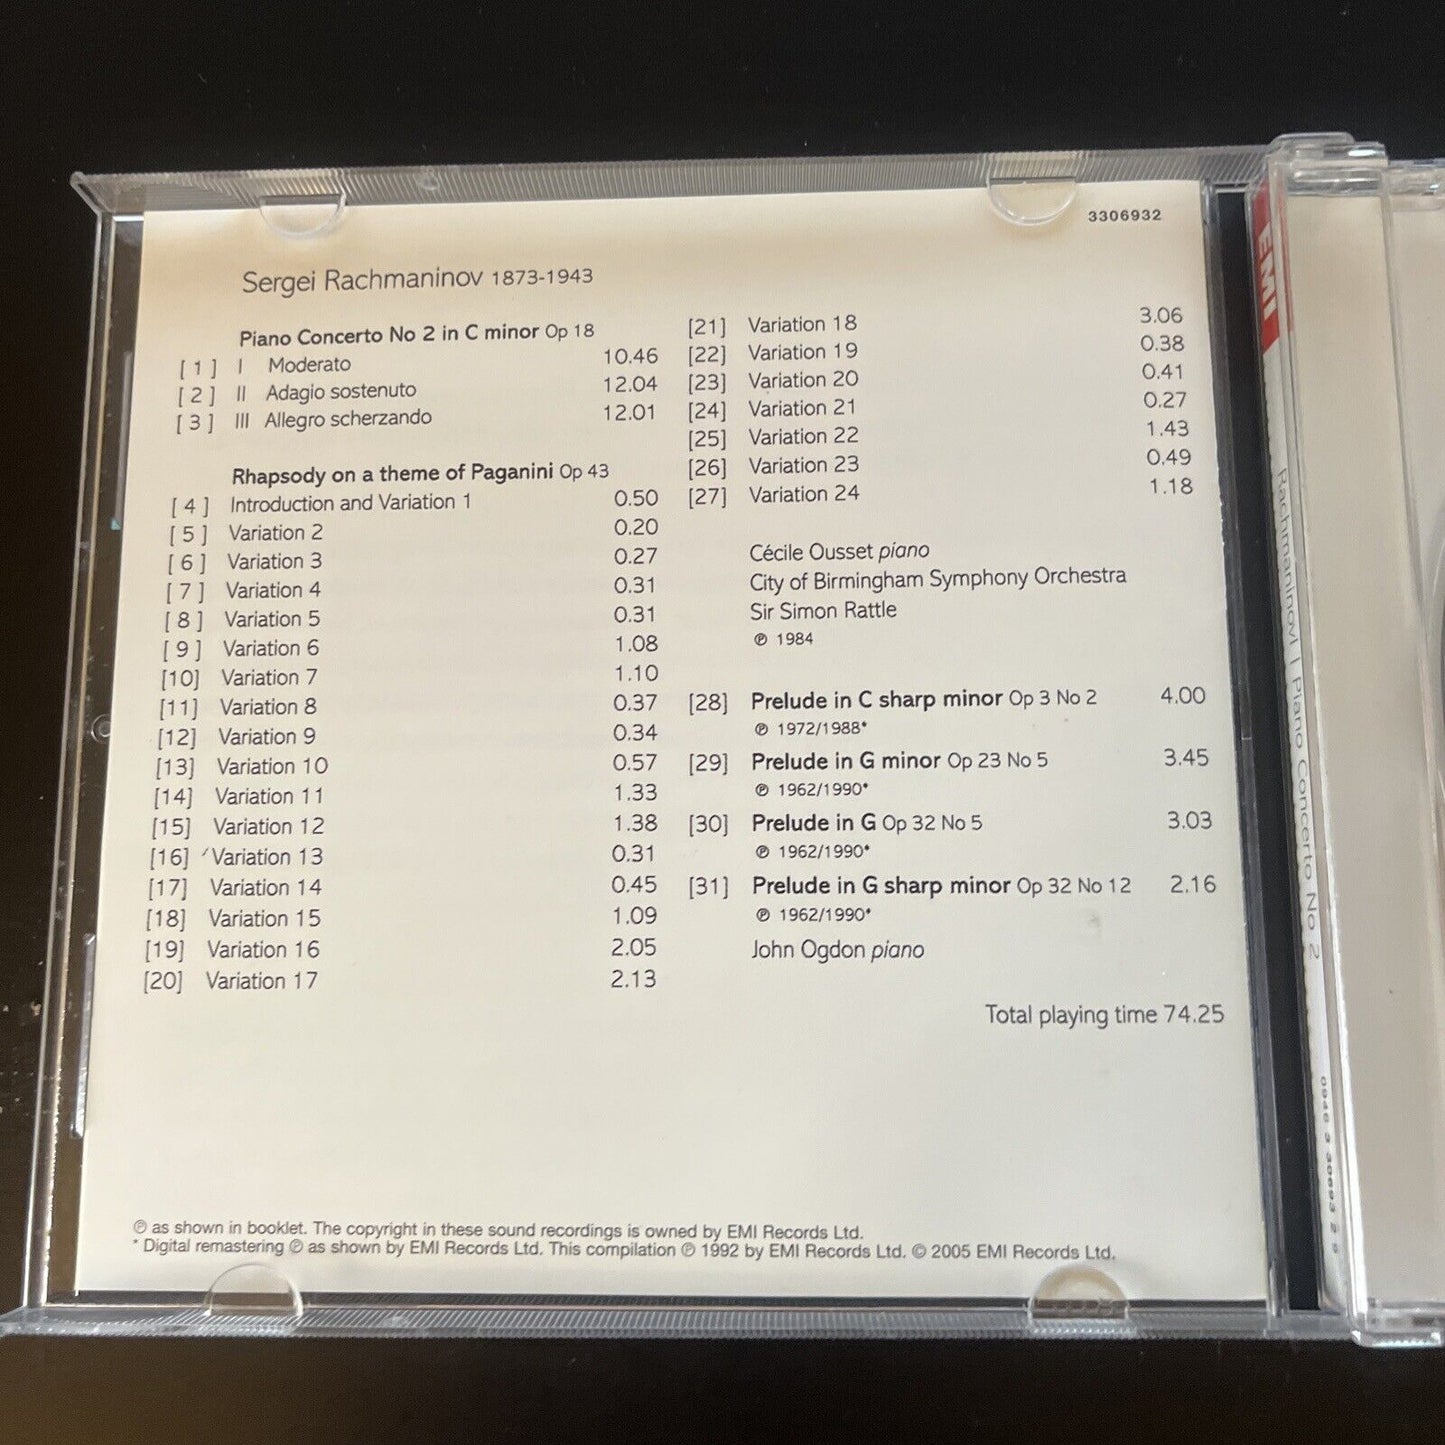 3306932
Sergei Rachmaninov 1873-1943
Piano Concerto No 2 in C minor Op 18
[1] I Moderato 10.46
[2] II Adagio sostenuto 12.04
[3] III Allegro scherzando 12.01
Rhapsody on a theme of Paganini Op 43
[4] Introduction and Variation 1 0.50
[5] Variation 2 0.20
[6] Variation 3 0.27
[7] Variation 4 0.31
[8] Variation 5 0.31
[9] Variation 6 1.08
[10] Variation 7 1.10
[11] Variation 8 0.37
[12] Variation 9 0.34
[13] Variation 10 0.57
[14] Variation 11 1.33
[15] Variation 12 1.38
[16] Variation 13 0.31
[17] Variation 14 0.45
[18] Variation 15 1.09
[19] Variation 16 2.05
[20] Variation 17 2.13
[21] Variation 18 3.06
[22] Variation 19 0.38
[23] Variation 20 0.41
[24] Variation 21 0.27
[25] Variation 22 1.43
[26] Variation 23 0.49
[27] Variation 24 1.18
Cécile Ousset piano
City of Birmingham Symphony Orchestra
Sir Simon Rattle
℗ 1984
[28] Prelude in C sharp minor Op 3 No 2 4.00
℗ 1972/1988*
[29] Prelude in G minor Op 23 No 5 3.45
℗ 1962/1990*
[30] Prelude in G Op 32 No 5 3.03
℗ 1962/1990*
[31] Prelude in G sharp minor Op 32 No 12 2.16
℗ 1962/1990*
John Ogdon piano
Total playing time 74.25
℗ as shown in booklet. The copyright in these sound recordings is owned by EMI Records Ltd.
* Digital remastering ℗ as shown by EMI Records Ltd. This compilation ℗ 1992 by EMI Records Ltd. © 2005 EMI Records Ltd.
EMI
Rachmaninov | Piano Concerto No 2
0946 3 30693 2 9